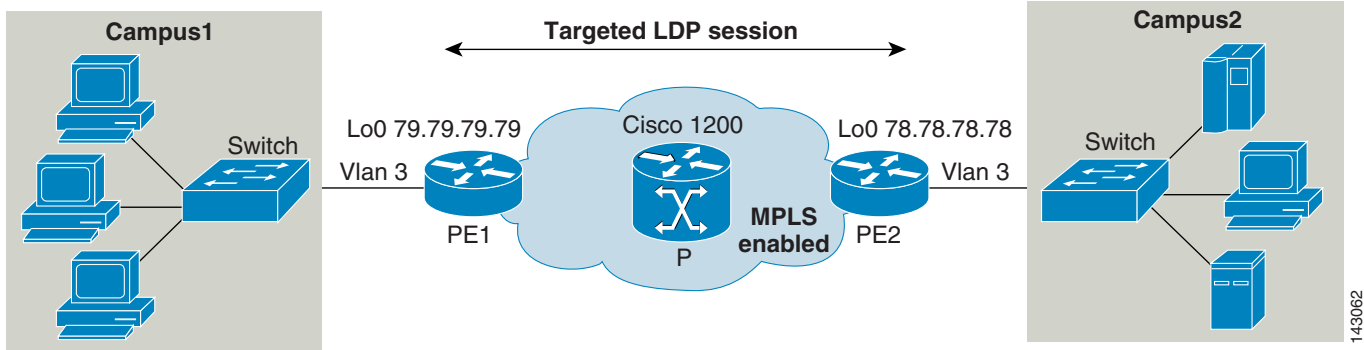 Campus1
Targeted LDP session
Campus2
Lo0 79.79.79.79
Cisco 1200
Lo0 78.78.78.78
Switch
Switch
Vlan 3
Vlan 3
MPLS
enabled
PE1
PE2
P
143062